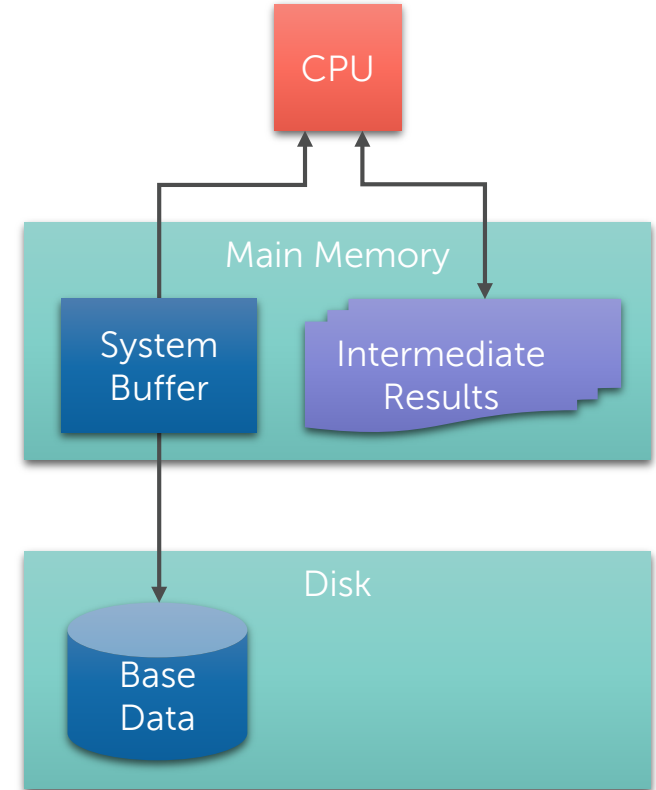 CPU
Main Memory
System
Buffer
Intermediate
Results
Disk
Base
Data